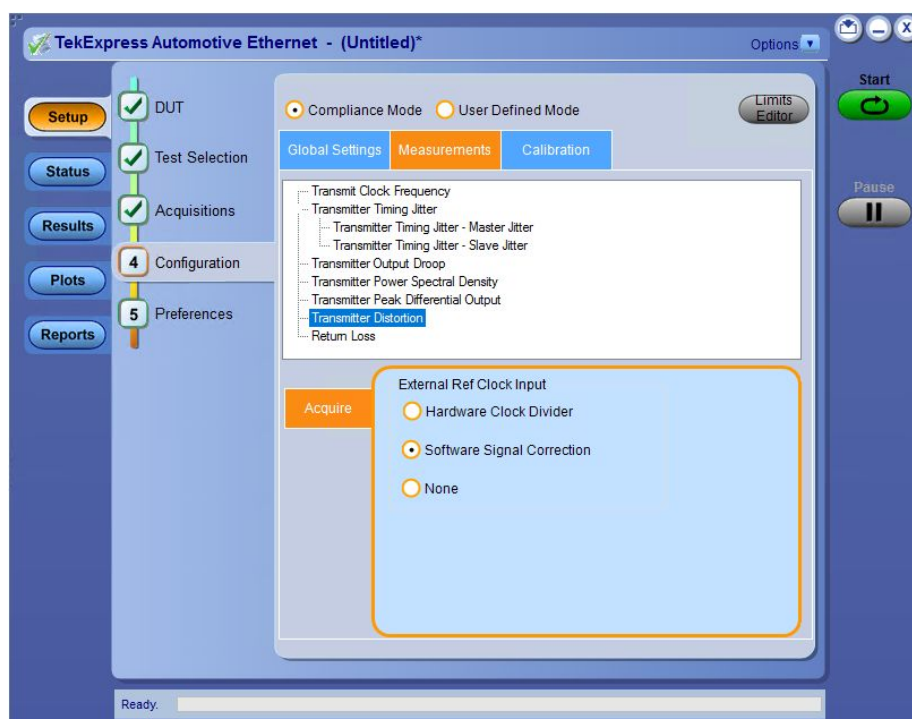 TekExpress Automotive Ethernet - (Untitled)*
Options
x
Start
Pause
Setup
Status
Results
Plots
Reports
DUT
Test Selection
Acquisitions
4 Configuration
5 Preferences
Compliance Mode
User Defined Mode
Limits
Editor
Global Settings
Measurements
Calibration
Transmit Clock Frequency
Transmitter Timing Jitter
Transmitter Timing Jitter - Master Jitter
Transmitter Timing Jitter - Slave Jitter
Transmitter Output Droop
Transmitter Power Spectral Density
Transmitter Peak Differential Output
Transmitter Distortion
Return Loss
Acquire
External Ref Clock Input
Hardware Clock Divider
Software Signal Correction
None
Ready.